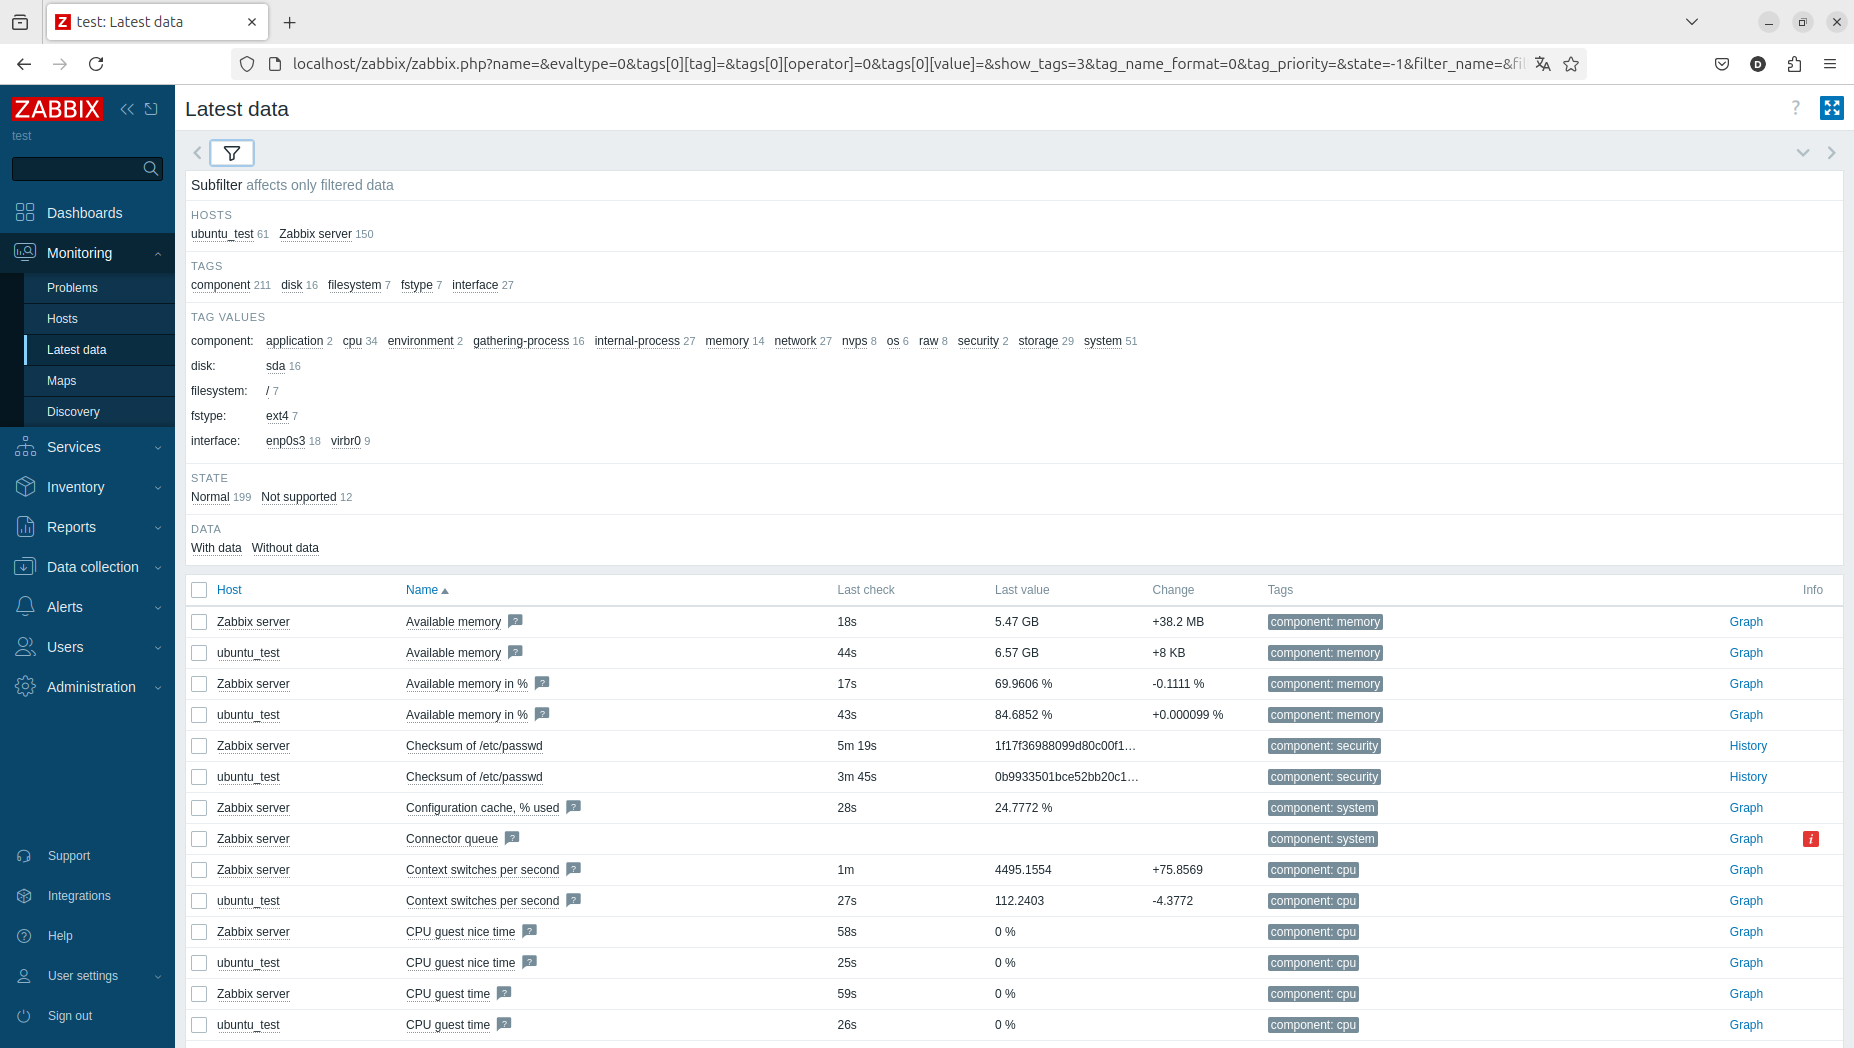 test: Latest data
localhost/zabbix/zabbix.php?name=&evaltype=0&tags[0][tag]=&tags[0][operator]=0&tags[0][value]=&show_tags=3&tag_name_format=0&tag_priority=&state=-1&filter_name=&fil
D
ZABBIX
test
Dashboards
Monitoring
Problems
Hosts
Latest data
Maps
Discovery
Services
Inventory
Reports
Data collection
Alerts
Users
Administration
Support
Integrations
Help
User settings
Sign out
Latest data ?
Subfilter affects only filtered data
HOSTS
ubuntu_test 61 Zabbix server 150
TAGS
component 211 disk 16 filesystem 7 fstype 7 interface 27
TAG VALUES
component: application 2 cpu 34 environment 2 gathering-process 16 internal-process 27 memory 14 network 27 nvps 8 os 6 raw 8 security 2 storage 29 system 51
disk: sda 16
filesystem: / 7
fstype: ext4 7
interface: enp0s3 18 virbr0 9
STATE
Normal 199 Not supported 12
DATA
With data Without data
Host Name Last check Last value Change Tags Info
Zabbix server Available memory ? 18s 5.47 GB +38.2 MB component: memory Graph
ubuntu_test Available memory ? 44s 6.57 GB +8 KB component: memory Graph
Zabbix server Available memory in % ? 17s 69.9606 % -0.1111 % component: memory Graph
ubuntu_test Available memory in % ? 43s 84.6852 % +0.000099 % component: memory Graph
Zabbix server Checksum of /etc/passwd 5m 19s 1f17f36988099d80c00f1… component: security History
ubuntu_test Checksum of /etc/passwd 3m 45s 0b9933501bce52bb20c1… component: security History
Zabbix server Configuration cache, % used ? 28s 24.7772 % component: system Graph
Zabbix server Connector queue ? component: system Graph i
Zabbix server Context switches per second ? 1m 4495.1554 +75.8569 component: cpu Graph
ubuntu_test Context switches per second ? 27s 112.2403 -4.3772 component: cpu Graph
Zabbix server CPU guest nice time ? 58s 0 % component: cpu Graph
ubuntu_test CPU guest nice time ? 25s 0 % component: cpu Graph
Zabbix server CPU guest time ? 59s 0 % component: cpu Graph
ubuntu_test CPU guest time ? 26s 0 % component: cpu Graph